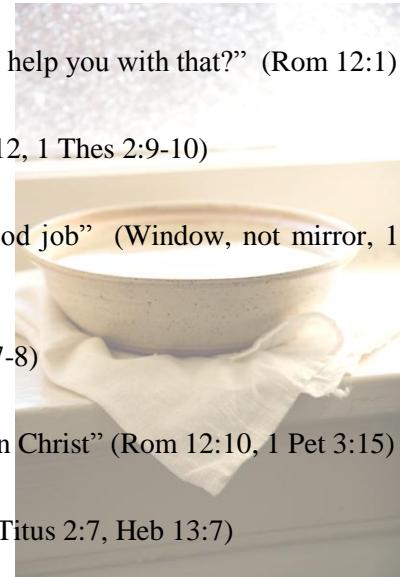 help you with that?” (Rom 12:1)
12, 1 Thes 2:9-10)
od job” (Window, not mirror, 1
7-8)
n Christ” (Rom 12:10, 1 Pet 3:15)
Titus 2:7, Heb 13:7)